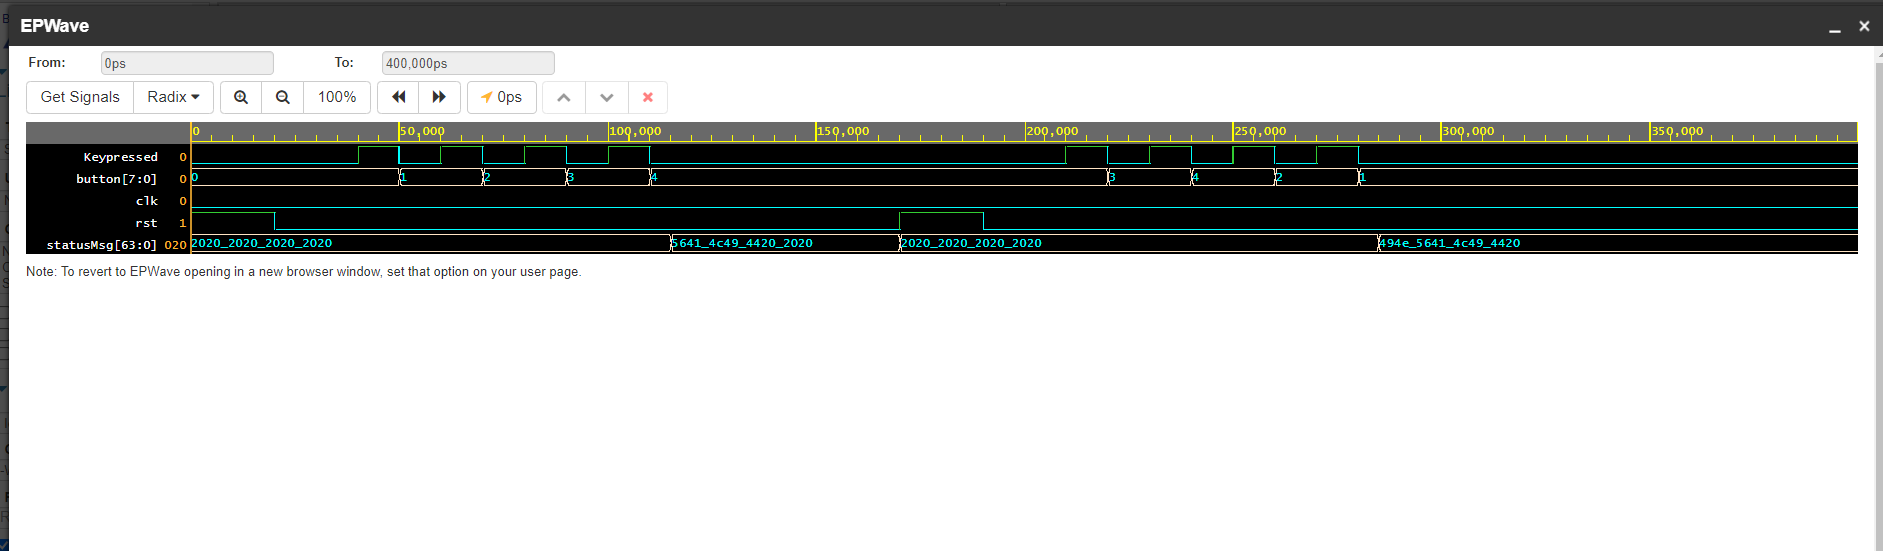 EPWave
From: 0ps To: 400,000ps
Get Signals Radix 100% 0ps
0 50,000 100,000 150,000 200,000 250,000 300,000 350,000
Keypressed 0
button[7:0] 0 0 1 2 3 4 3 4 2 1
clk 0
rst 1
statusMsg[63:0] 020 2020_2020_2020_2020 5641_4c49_4420_2020 2020_2020_2020_2020 494e_5641_4c49_4420
Note: To revert to EPWave opening in a new browser window, set that option on your user page.